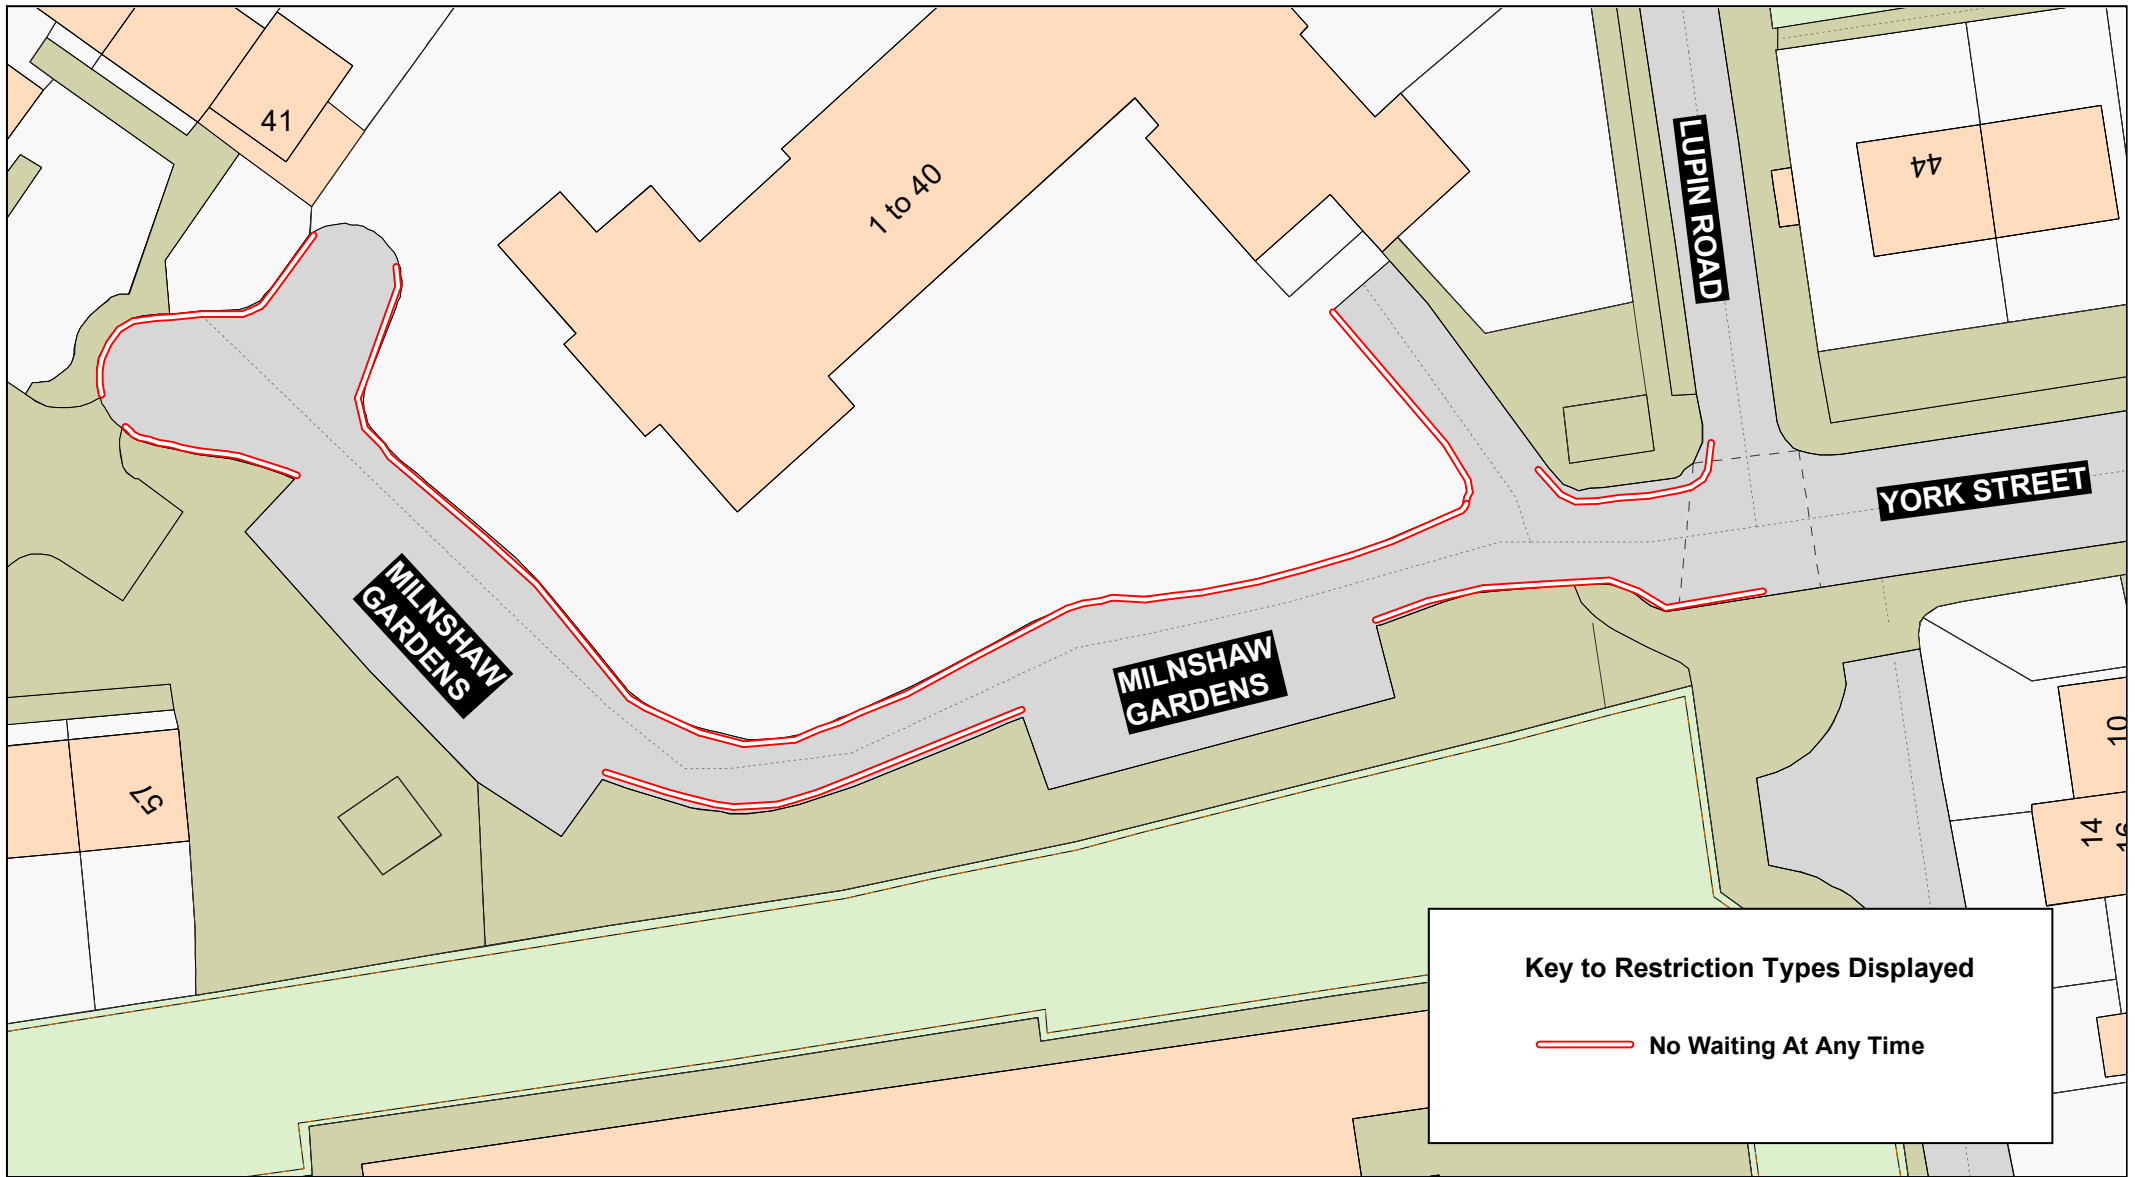 41
1 to 40
LUPIN ROAD
44
YORK STREET
MILNSHAW
GARDENS
MILNSHAW
GARDENS
57
10
14
16
Key to Restriction Types Displayed
No Waiting At Any Time